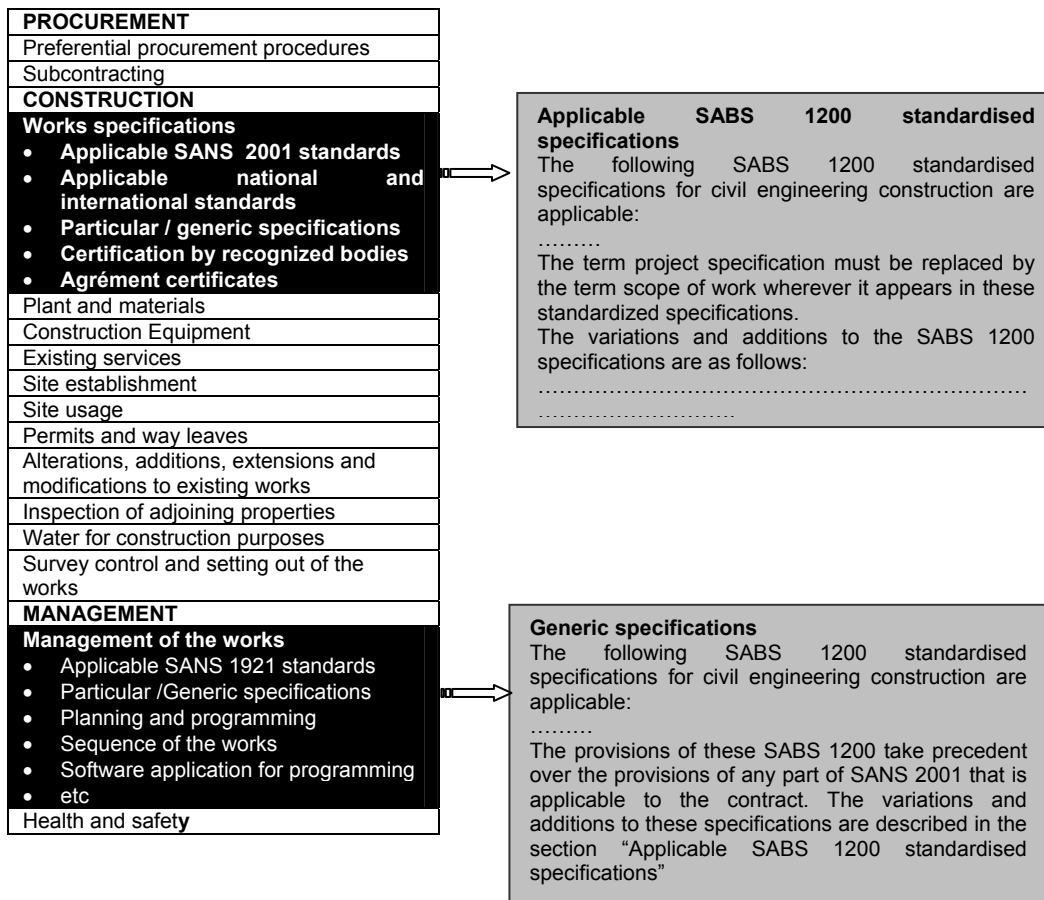 PROCUREMENT
Preferential procurement procedures
Subcontracting
CONSTRUCTION
Works specifications
• Applicable SANS 2001 standards
• Applicable national and
international standards
• Particular / generic specifications
• Certification by recognized bodies
• Agrément certificates
Plant and materials
Construction Equipment
Existing services
Site establishment
Site usage
Permits and way leaves
Alterations, additions, extensions and
modifications to existing works
Inspection of adjoining properties
Water for construction purposes
Survey control and setting out of the
works
MANAGEMENT
Management of the works
• Applicable SANS 1921 standards
• Particular /Generic specifications
• Planning and programming
• Sequence of the works
• Software application for programming
• etc
Health and safety
Applicable SABS 1200 standardised
specifications
The following SABS 1200 standardised
specifications for civil engineering construction are
applicable:
………
The term project specification must be replaced by
the term scope of work wherever it appears in these
standardized specifications.
The variations and additions to the SABS 1200
specifications are as follows:
……………………………………………………………
……………………….
Generic specifications
The following SABS 1200 standardised
specifications for civil engineering construction are
applicable:
………
The provisions of these SABS 1200 take precedent
over the provisions of any part of SANS 2001 that is
applicable to the contract. The variations and
additions to these specifications are described in the
section “Applicable SABS 1200 standardised
specifications”